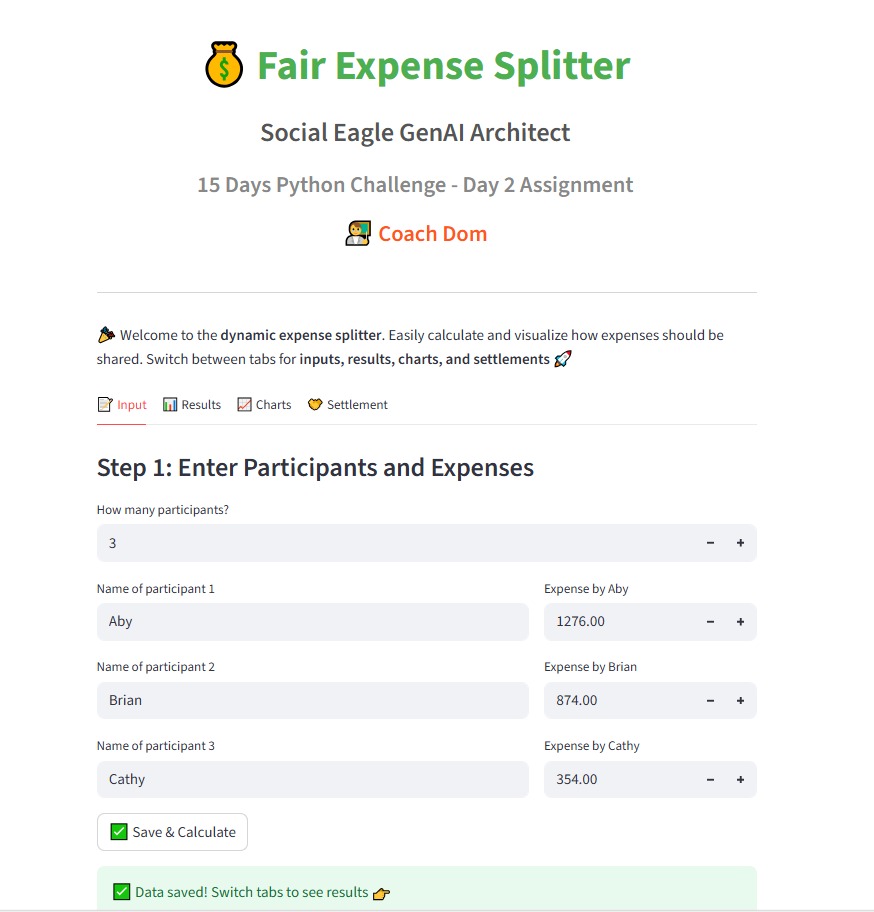 Fair Expense Splitter
Social Eagle GenAI Architect
15 Days Python Challenge - Day 2 Assignment
Coach Dom
Welcome to the dynamic expense splitter. Easily calculate and visualize how expenses should be
shared. Switch between tabs for inputs, results, charts, and settlements
Input Results Charts Settlement
Step 1: Enter Participants and Expenses
How many participants?
3 − +
Name of participant 1 Expense by Aby
Aby 1276.00 − +
Name of participant 2 Expense by Brian
Brian 874.00 − +
Name of participant 3 Expense by Cathy
Cathy 354.00 − +
Save & Calculate
Data saved! Switch tabs to see results